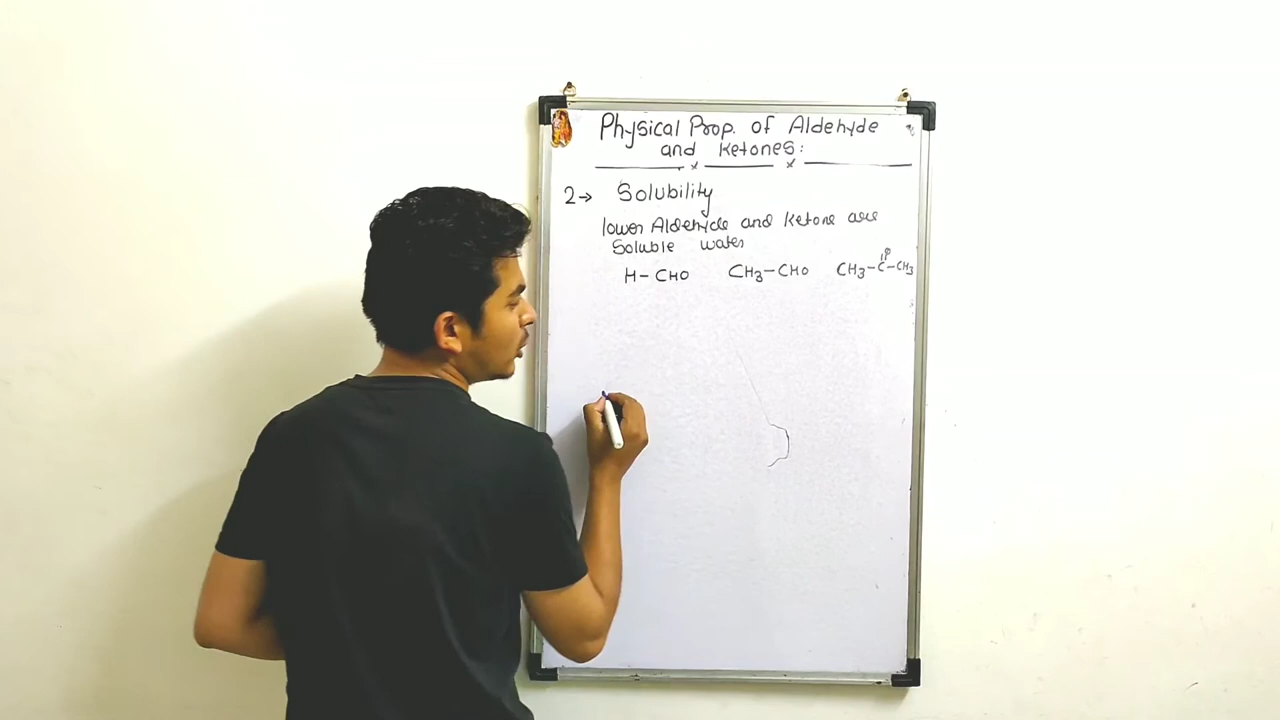 Physical Prop. of Aldehyde
and Ketones:
2→ Solubility
lower Aldehyde and Ketone are
Soluble water
H-CHO CH3-CHO CH3-C-CH3